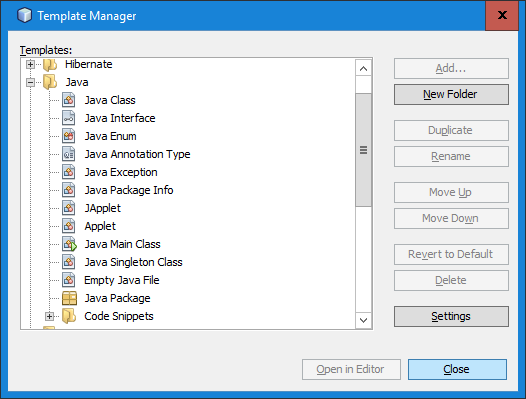 Template Manager
Templates:
Hibernate
Java
Java Class
Java Interface
Java Enum
Java Annotation Type
Java Exception
Java Package Info
JApplet
Applet
Java Main Class
Java Singleton Class
Empty Java File
Java Package
Code Snippets
Add...
New Folder
Duplicate
Rename
Move Up
Move Down
Revert to Default
Delete
Settings
Open in Editor
Close